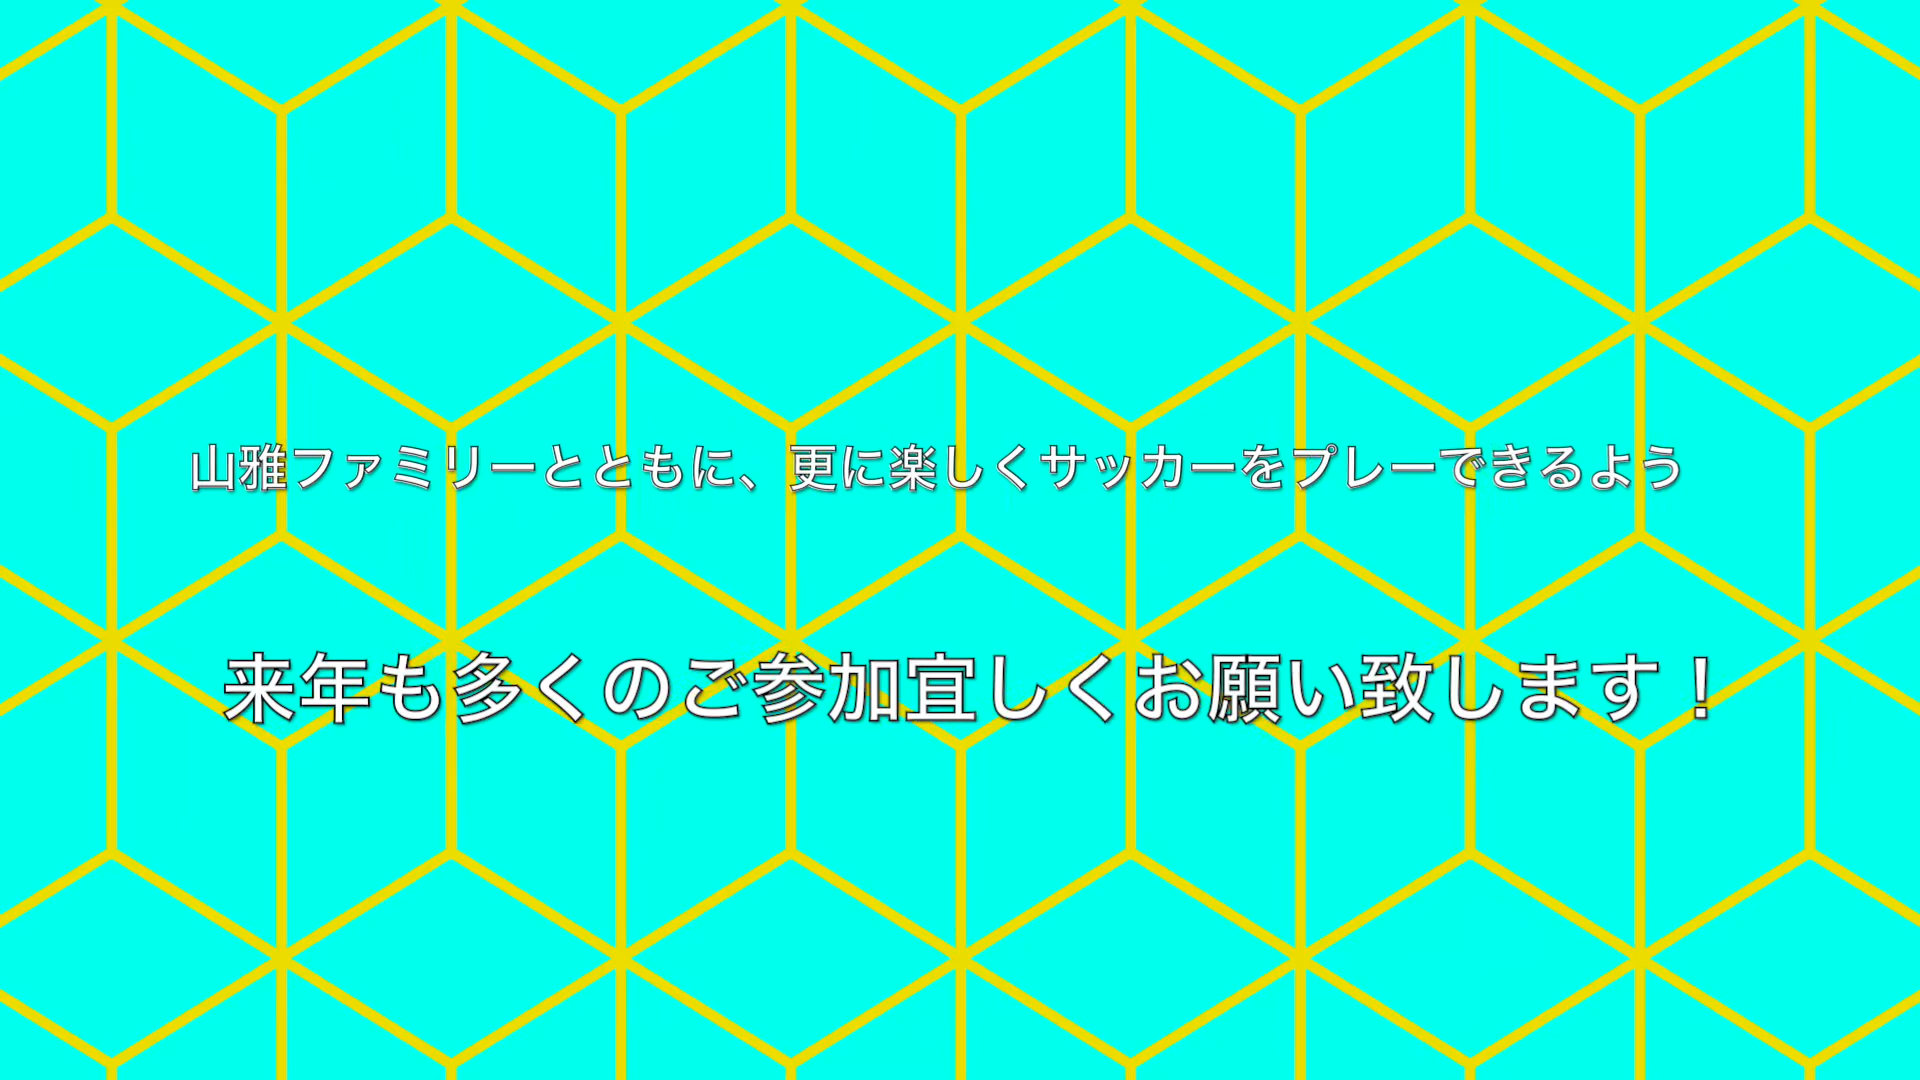 山雅ファミリーとともに、更に楽しくサッカーをプレーできるよう
来年も多くのご参加宜しくお願い致します！